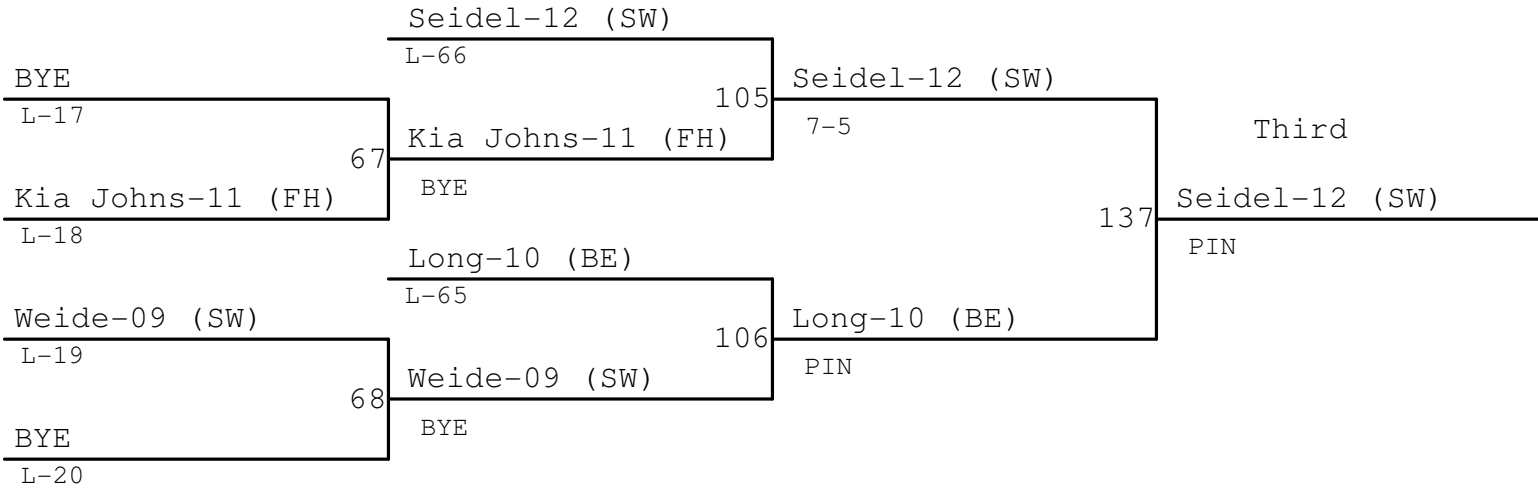 Seidel-12 (SW)
L-66
BYE
L-17
105
Seidel-12 (SW)
7-5
Third
67
Kia Johns-11 (FH)
BYE
Kia Johns-11 (FH)
L-18
137
Seidel-12 (SW)
PIN
Long-10 (BE)
L-65
Weide-09 (SW)
L-19
106
Long-10 (BE)
PIN
68
Weide-09 (SW)
BYE
BYE
L-20